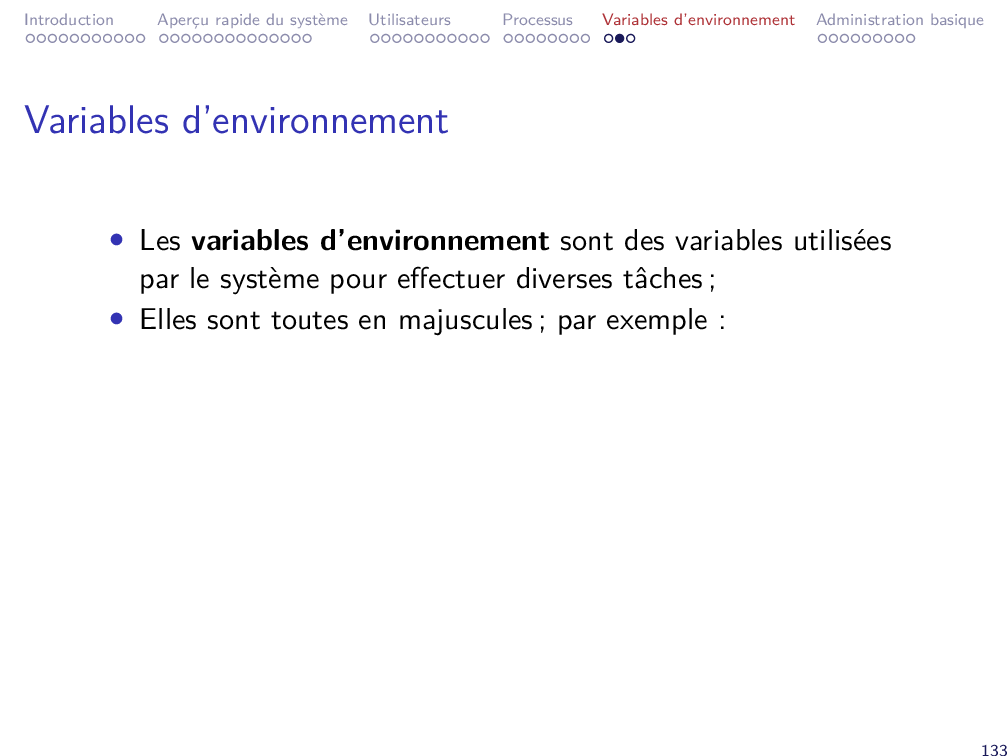 Introduction Aperçu rapide du système Utilisateurs Processus Variables d'environnement Administration basique
Variables d'environnement
• Les variables d'environnement sont des variables utilisées
par le système pour effectuer diverses tâches ;
• Elles sont toutes en majuscules ; par exemple :
133